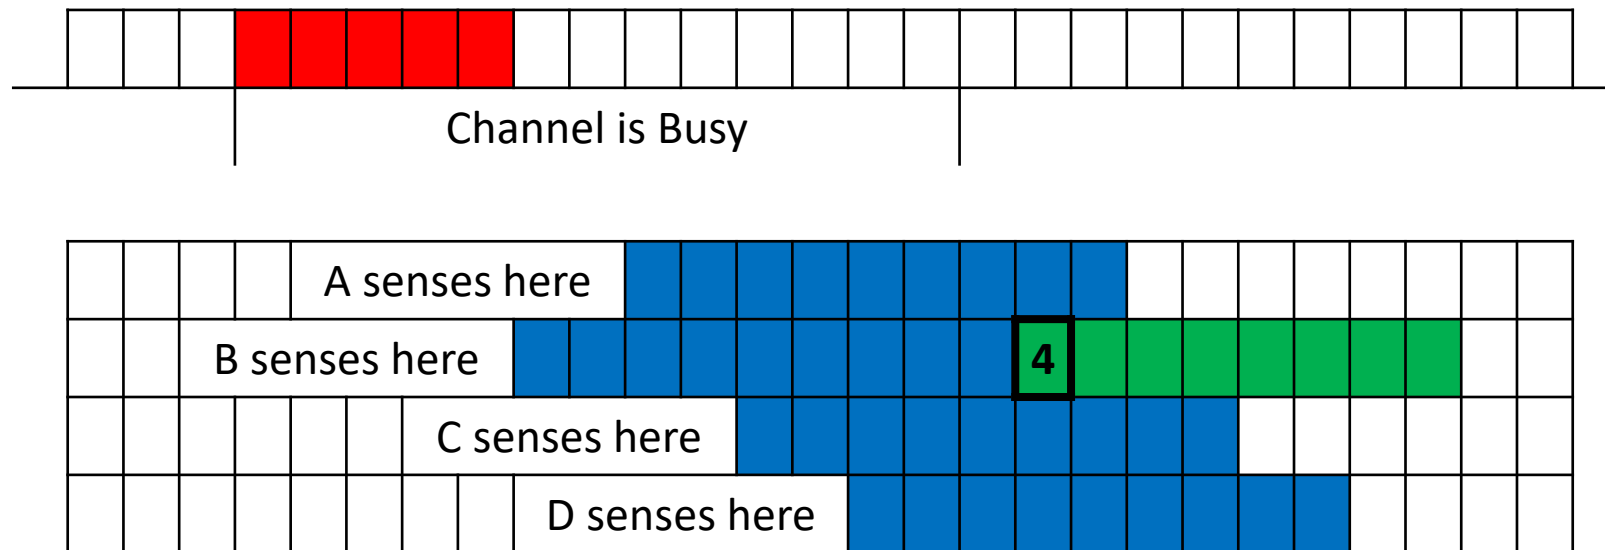 Channel is Busy
A senses here
B senses here
4
C senses here
D senses here